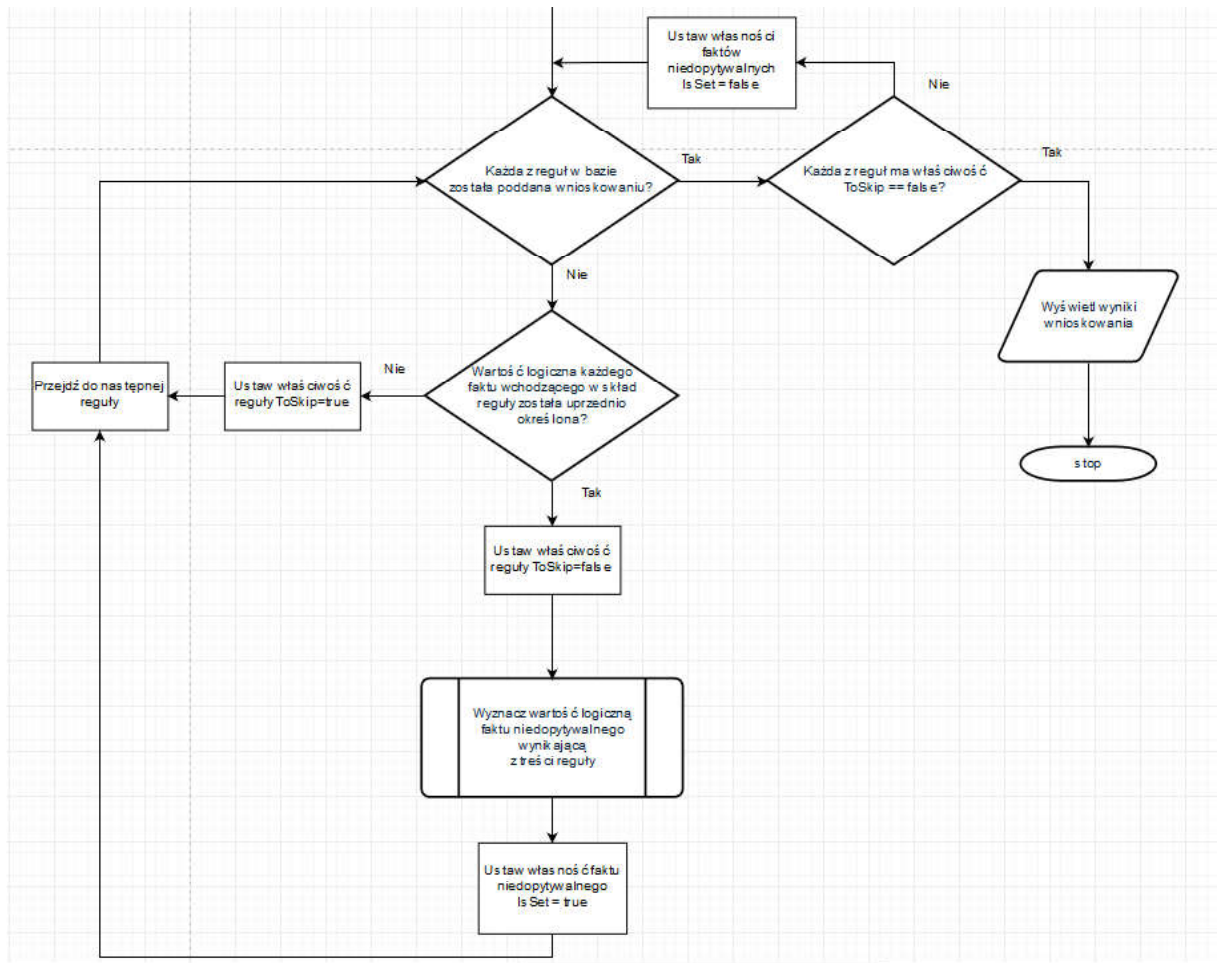 Ustaw własności
faktów
niedopytywalnych
IsSet = false
Nie
Każda z reguł w bazie
została poddana wnioskowaniu?
Tak
Każda z reguł ma właściwość
ToSkip == false?
Tak
Nie
Wyświetl wyniki
wnioskowania
stop
Wartość logiczna każdego
faktu wchodzącego w skład
reguły została uprzednio
określona?
Nie
Ustaw właściwość
reguły ToSkip=true
Przejdź do następnej
reguły
Tak
Ustaw właściwość
reguły ToSkip=false
Wyznacz wartość logiczną
faktu niedopytywalnego
wynikającą
z treści reguły
Ustaw własność faktu
niedopytywalnego
IsSet = true